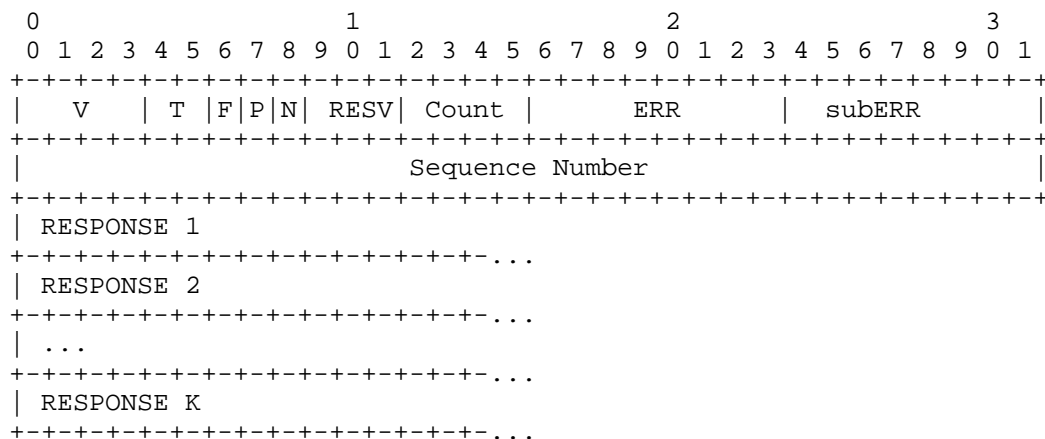 0                   1                   2                   3
 0 1 2 3 4 5 6 7 8 9 0 1 2 3 4 5 6 7 8 9 0 1 2 3 4 5 6 7 8 9 0 1
+-+-+-+-+-+-+-+-+-+-+-+-+-+-+-+-+-+-+-+-+-+-+-+-+-+-+-+-+-+-+-+-+
|   V   | T |F|P|N| RESV| Count |      ERR      |  subERR       |
+-+-+-+-+-+-+-+-+-+-+-+-+-+-+-+-+-+-+-+-+-+-+-+-+-+-+-+-+-+-+-+-+
|                        Sequence Number                        |
+-+-+-+-+-+-+-+-+-+-+-+-+-+-+-+-+-+-+-+-+-+-+-+-+-+-+-+-+-+-+-+-+
| RESPONSE 1
+-+-+-+-+-+-+-+-+-+-+-+-+-+-+-...
| RESPONSE 2
+-+-+-+-+-+-+-+-+-+-+-+-+-+-+-...
| ...
+-+-+-+-+-+-+-+-+-+-+-+-+-+-+-...
| RESPONSE K
+-+-+-+-+-+-+-+-+-+-+-+-+-+-+-...